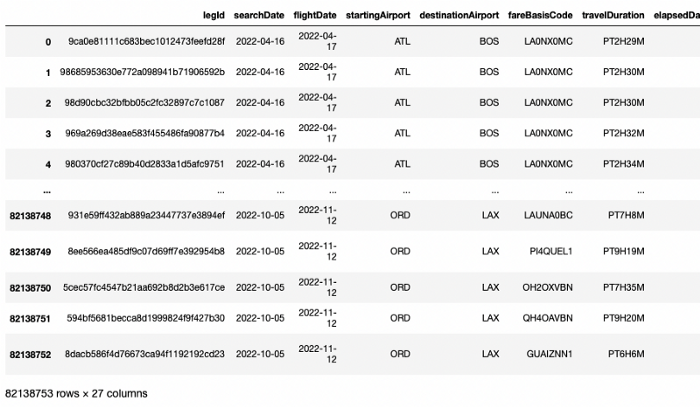 legId searchDate flightDate startingAirport destinationAirport fareBasisCode travelDuration elapsedDa
0 9ca0e81111c683bec1012473feefd28f 2022-04-16 2022-04-17 ATL BOS LA0NX0MC PT2H29M
1 98685953630e772a098941b71906592b 2022-04-16 2022-04-17 ATL BOS LA0NX0MC PT2H30M
2 98d90cbc32bfbb05c2fc32897c7c1087 2022-04-16 2022-04-17 ATL BOS LA0NX0MC PT2H30M
3 969a269d38eae583f455486fa90877b4 2022-04-16 2022-04-17 ATL BOS LA0NX0MC PT2H32M
4 980370cf27c89b40d2833a1d5afc9751 2022-04-16 2022-04-17 ATL BOS LA0NX0MC PT2H34M
... ... ... ... ... ... ... ...
82138748 931e59ff432ab889a23447737e3894ef 2022-10-05 2022-11-12 ORD LAX LAUNA0BC PT7H8M
82138749 8ee566ea485df9c07d69ff7e392954b8 2022-10-05 2022-11-12 ORD LAX PI4QUEL1 PT9H19M
82138750 5cec57fc4547b21aa692b8d2b3e617ce 2022-10-05 2022-11-12 ORD LAX OH2OXVBN PT7H35M
82138751 594bf5681becca8d1999824f9f427b30 2022-10-05 2022-11-12 ORD LAX QH4OAVBN PT9H20M
82138752 8dacb586f4d76673ca94f1192192cd23 2022-10-05 2022-11-12 ORD LAX GUAIZNN1 PT6H6M
82138753 rows × 27 columns